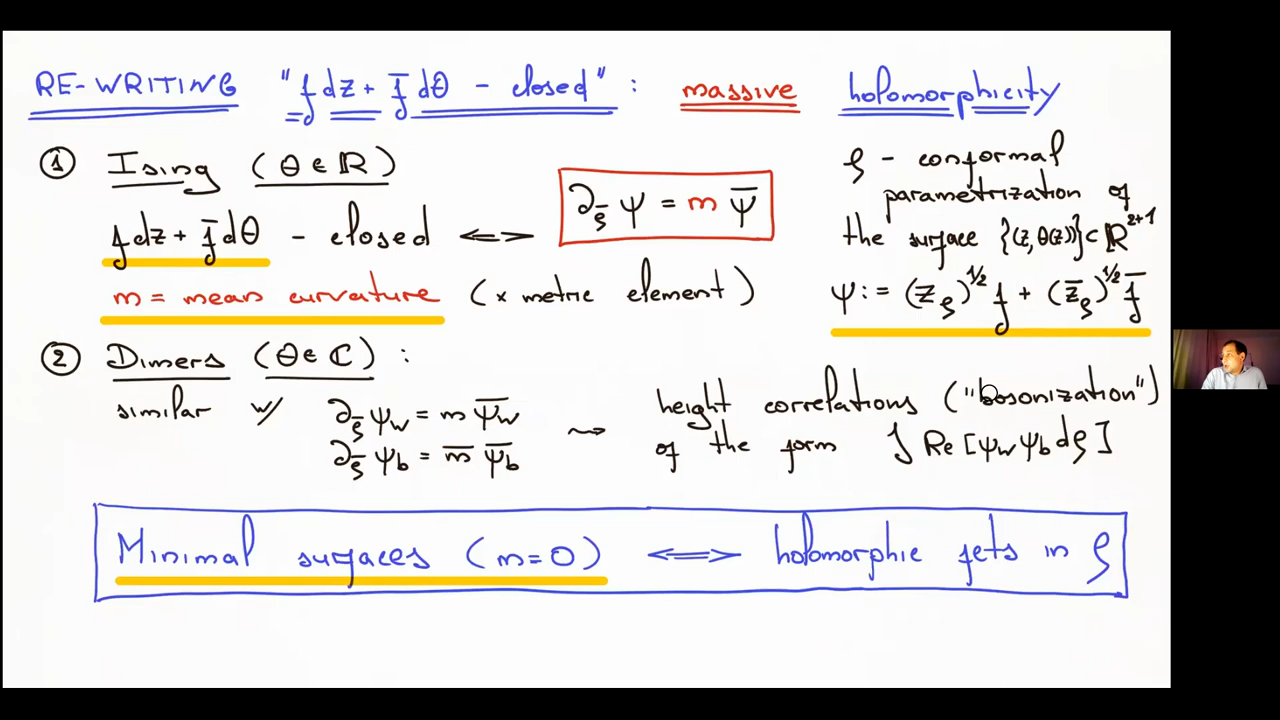 RE-WRITING "f dz + f̄ dθ - closed" : massive holomorphicity
① Ising (θ ∈ ℝ)
f dz + f̄ dθ - closed ⟺ ∂_ζ̄ ψ = m ψ̄
m = mean curvature (× metric element)
ζ - conformal
parametrization of
the surface {(z, θ(z))} ⊂ ℝ²⁺¹
ψ := (z_ζ)^1/2 f + (z̄_ζ)^1/2 f̄
② Dimers (θ ∈ ℂ) :
similar w/ ∂_ζ̄ ψ_w = m ψ̄_w
∂_ζ̄ ψ_b = m̄ ψ̄_b
⇝ height correlations ("bosonization")
of the form ∫ Re [ψ_w ψ_b dζ]
Minimal surfaces (m=0) ⟺ holomorphic fcts in ζ